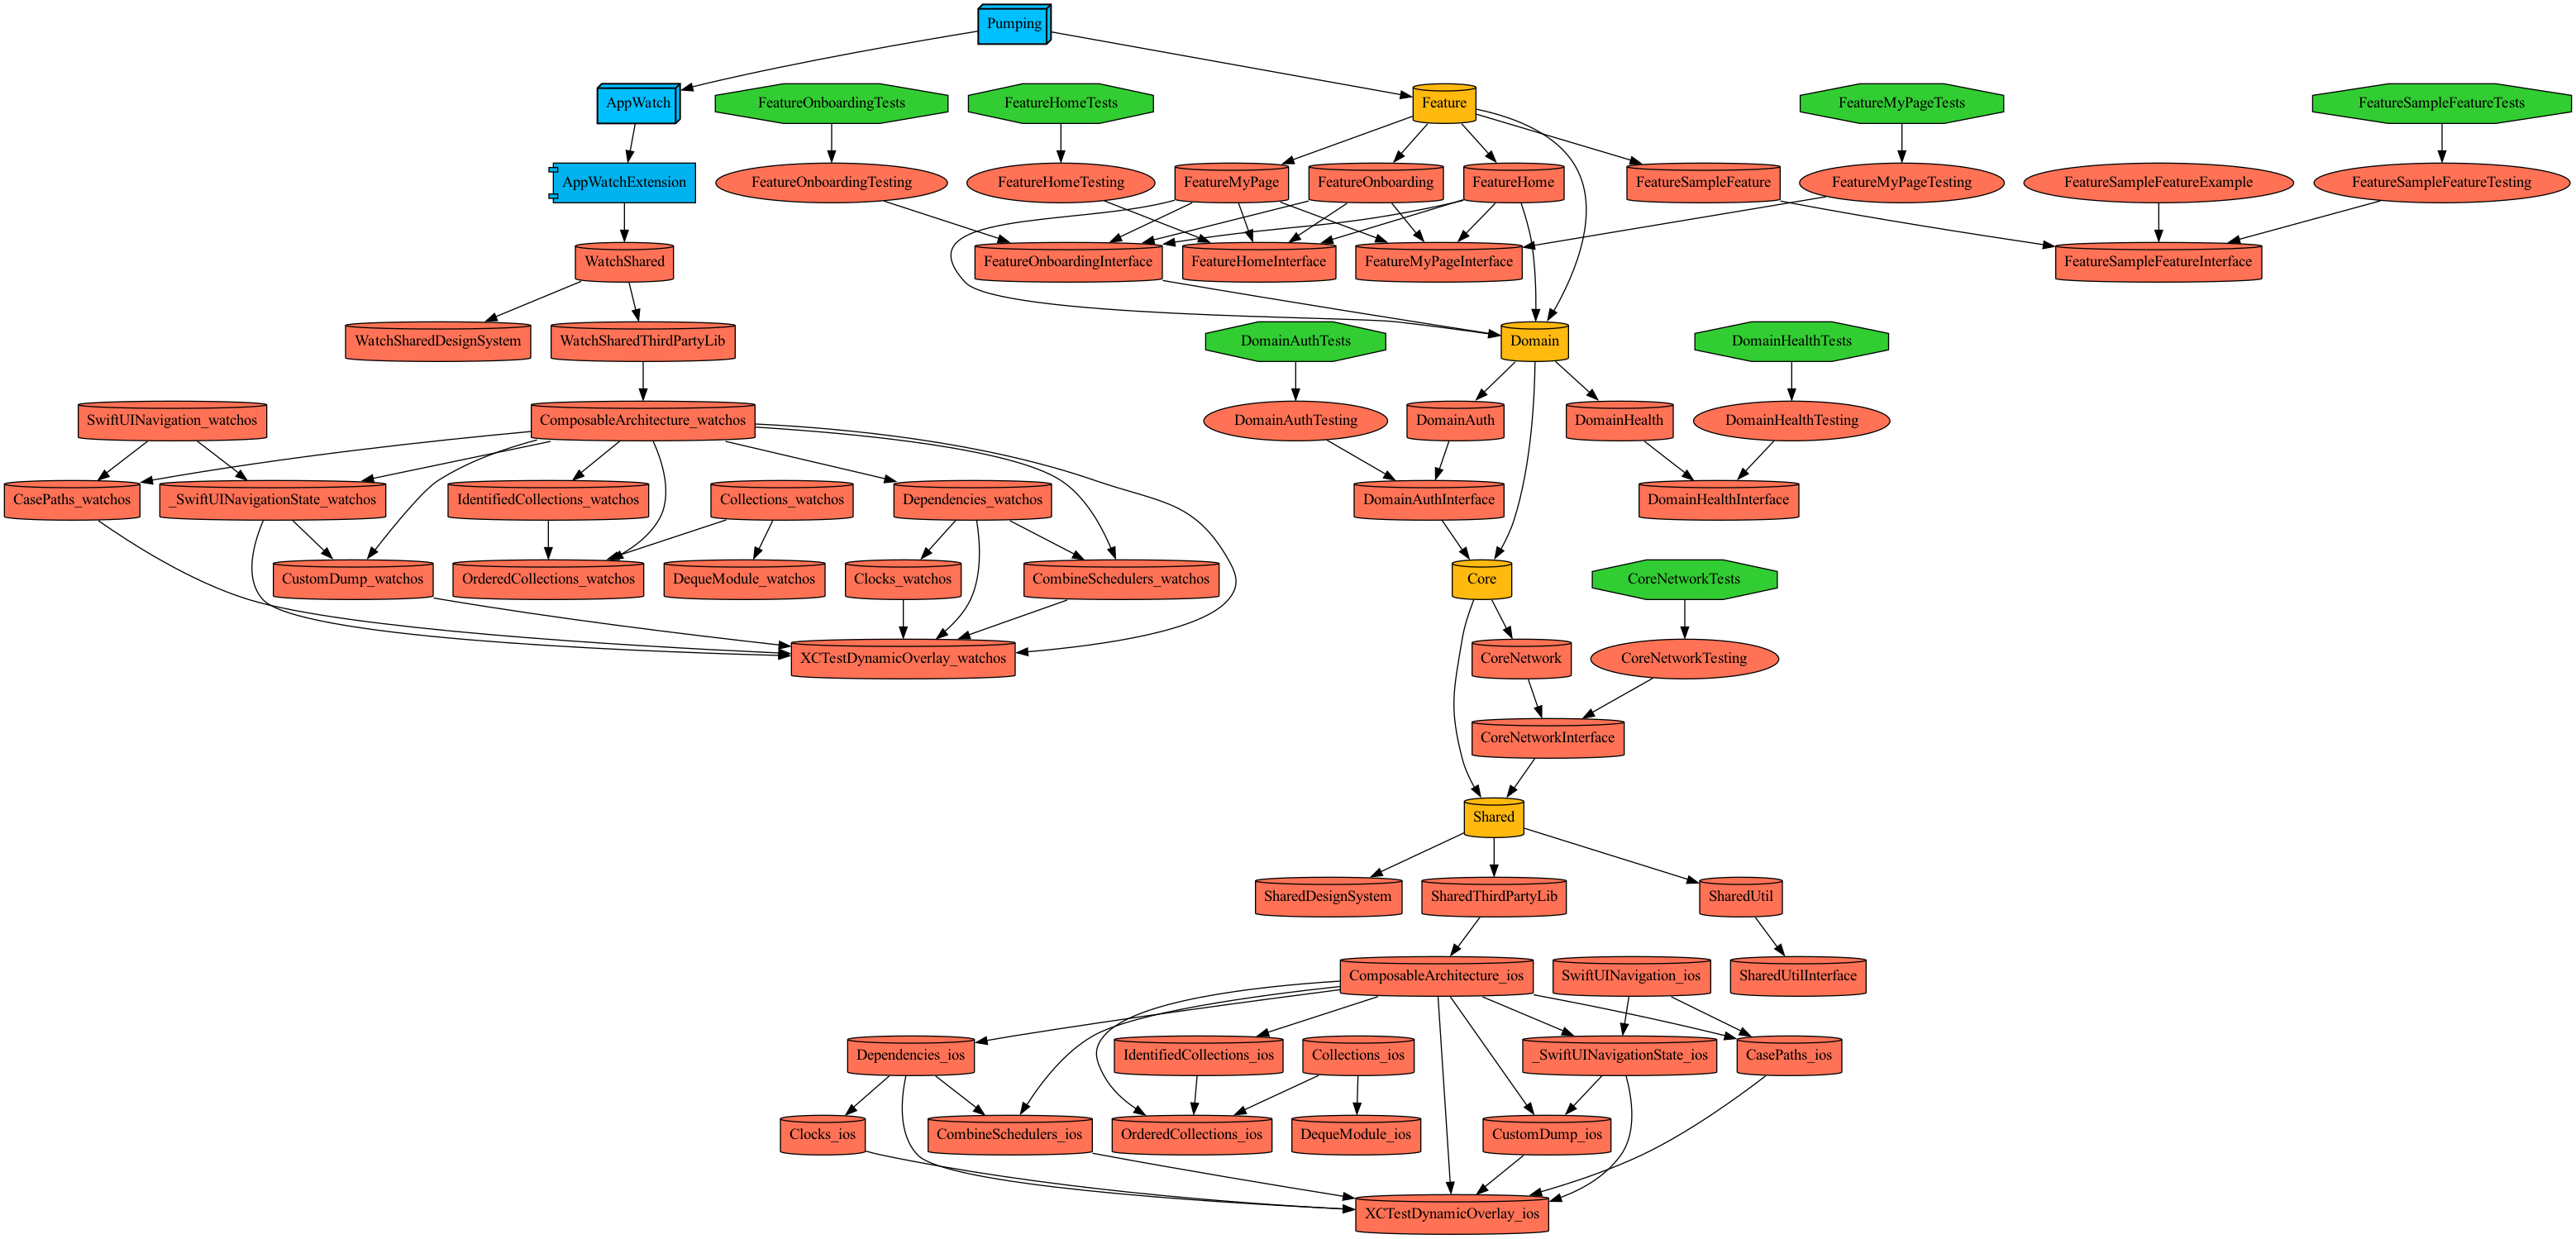 Pumping
AppWatch
FeatureOnboardingTests
FeatureHomeTests
Feature
FeatureMyPageTests
FeatureSampleFeatureTests
AppWatchExtension
FeatureOnboardingTesting
FeatureHomeTesting
FeatureMyPage
FeatureOnboarding
FeatureHome
FeatureSampleFeature
FeatureMyPageTesting
FeatureSampleFeatureExample
FeatureSampleFeatureTesting
WatchShared
FeatureOnboardingInterface
FeatureHomeInterface
FeatureMyPageInterface
FeatureSampleFeatureInterface
WatchSharedDesignSystem
WatchSharedThirdPartyLib
DomainAuthTests
Domain
DomainHealthTests
SwiftUINavigation_watchos
ComposableArchitecture_watchos
DomainAuthTesting
DomainAuth
DomainHealth
DomainHealthTesting
CasePaths_watchos
_SwiftUINavigationState_watchos
IdentifiedCollections_watchos
Collections_watchos
Dependencies_watchos
DomainAuthInterface
DomainHealthInterface
CustomDump_watchos
OrderedCollections_watchos
DequeModule_watchos
Clocks_watchos
CombineSchedulers_watchos
Core
CoreNetworkTests
XCTestDynamicOverlay_watchos
CoreNetwork
CoreNetworkTesting
CoreNetworkInterface
Shared
SharedDesignSystem
SharedThirdPartyLib
SharedUtil
ComposableArchitecture_ios
SwiftUINavigation_ios
SharedUtilInterface
Dependencies_ios
IdentifiedCollections_ios
Collections_ios
_SwiftUINavigationState_ios
CasePaths_ios
Clocks_ios
CombineSchedulers_ios
OrderedCollections_ios
DequeModule_ios
CustomDump_ios
XCTestDynamicOverlay_ios